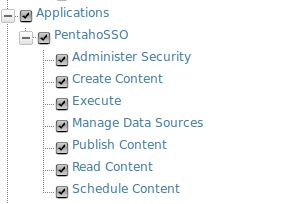 Applications
PentahoSSO
Administer Security
Create Content
Execute
Manage Data Sources
Publish Content
Read Content
Schedule Content